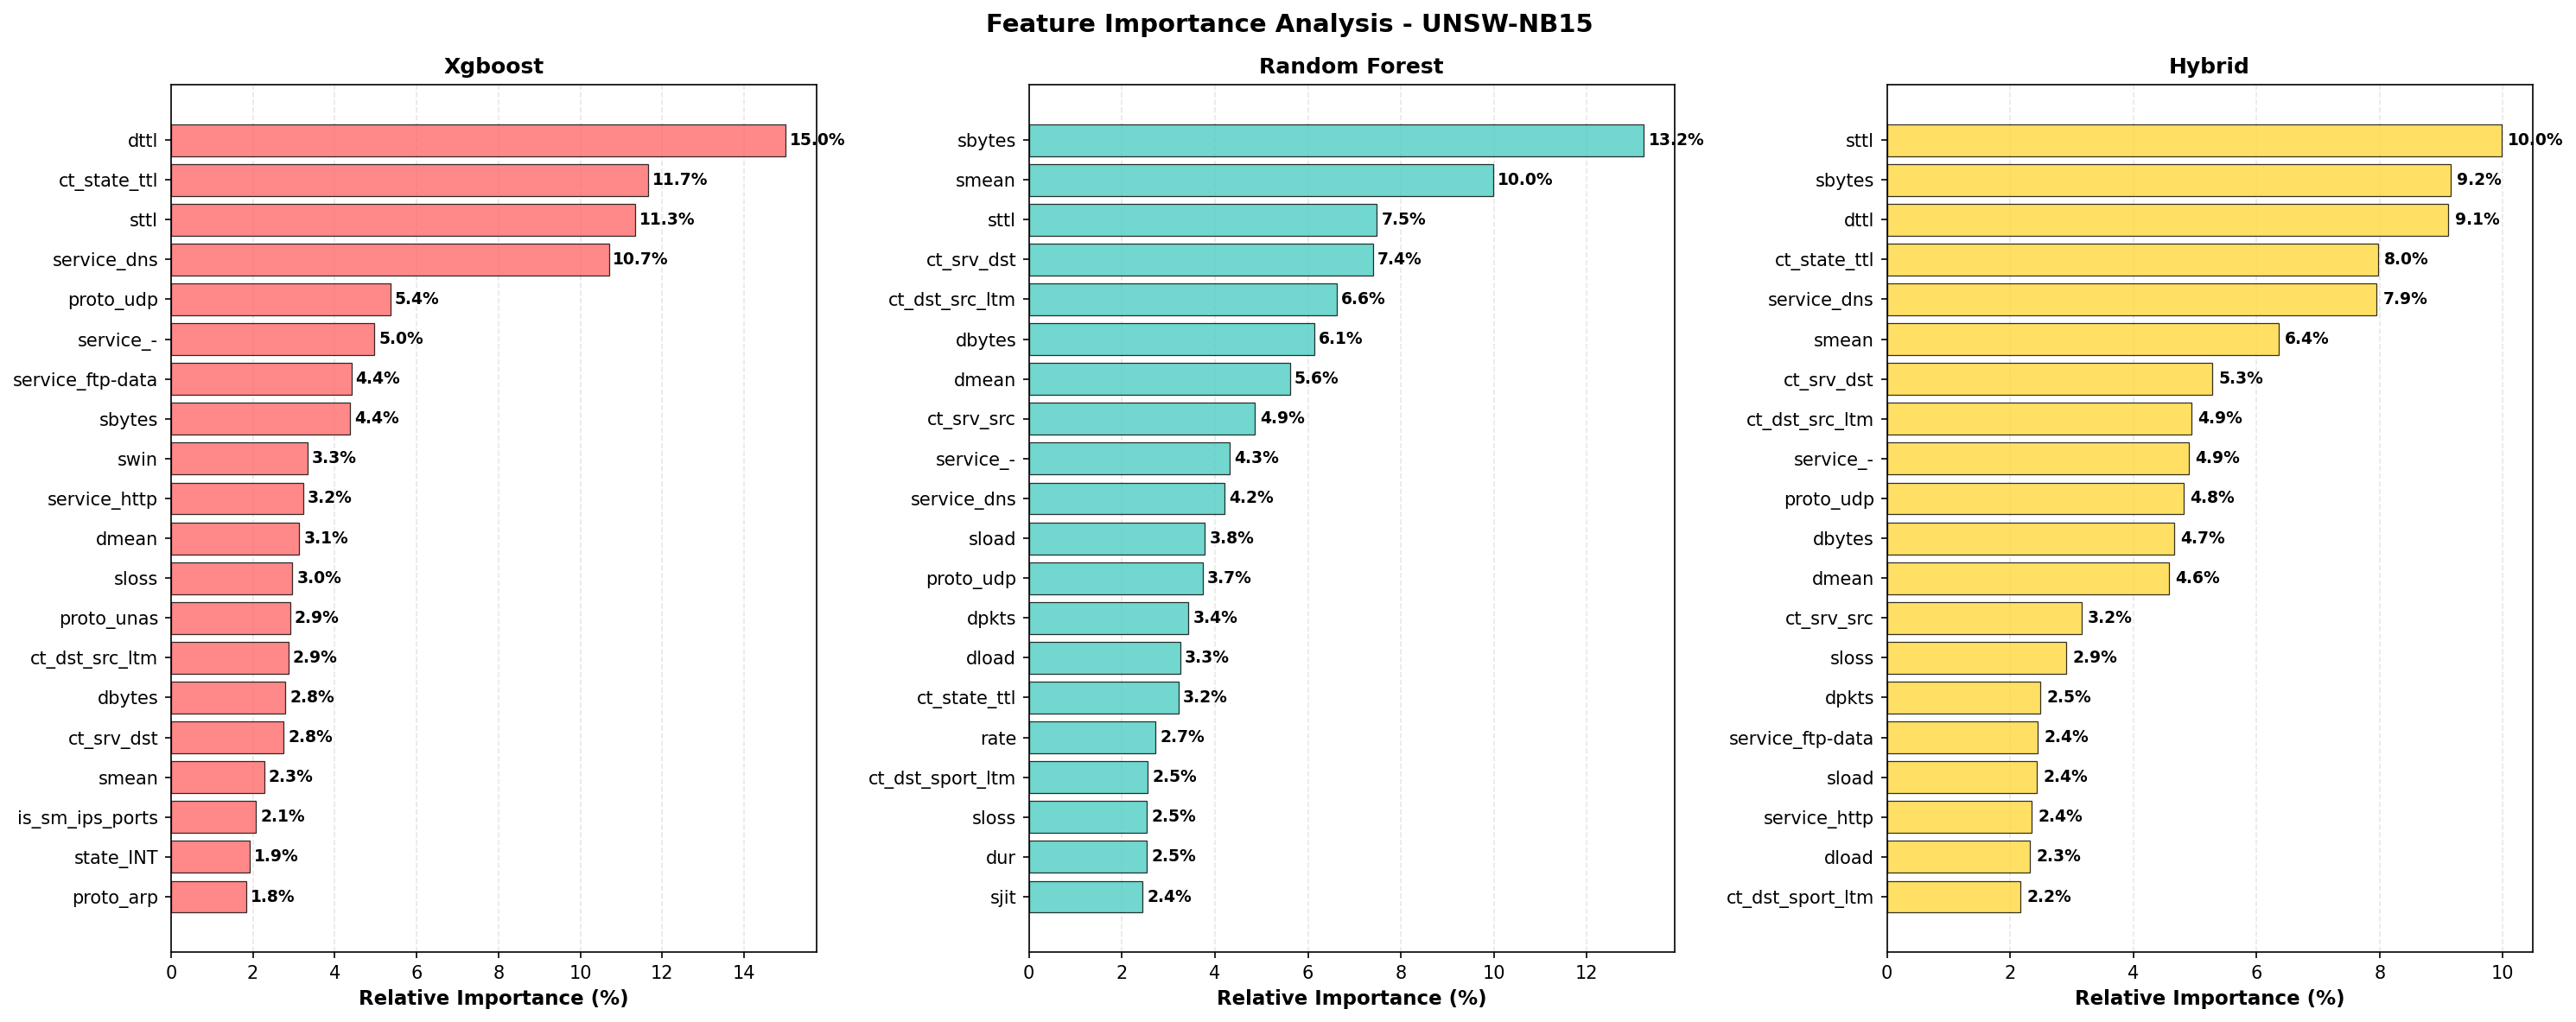 Feature Importance Analysis - UNSW-NB15
Xgboost
dttl 15.0%
ct_state_ttl 11.7%
sttl 11.3%
service_dns 10.7%
proto_udp 5.4%
service_- 5.0%
service_ftp-data 4.4%
sbytes 4.4%
swin 3.3%
service_http 3.2%
dmean 3.1%
sloss 3.0%
proto_unas 2.9%
ct_dst_src_ltm 2.9%
dbytes 2.8%
ct_srv_dst 2.8%
smean 2.3%
is_sm_ips_ports 2.1%
state_INT 1.9%
proto_arp 1.8%
0 2 4 6 8 10 12 14
Relative Importance (%)
Random Forest
sbytes 13.2%
smean 10.0%
sttl 7.5%
ct_srv_dst 7.4%
ct_dst_src_ltm 6.6%
dbytes 6.1%
dmean 5.6%
ct_srv_src 4.9%
service_- 4.3%
service_dns 4.2%
sload 3.8%
proto_udp 3.7%
dpkts 3.4%
dload 3.3%
ct_state_ttl 3.2%
rate 2.7%
ct_dst_sport_ltm 2.5%
sloss 2.5%
dur 2.5%
sjit 2.4%
0 2 4 6 8 10 12
Relative Importance (%)
Hybrid
sttl 10.0%
sbytes 9.2%
dttl 9.1%
ct_state_ttl 8.0%
service_dns 7.9%
smean 6.4%
ct_srv_dst 5.3%
ct_dst_src_ltm 4.9%
service_- 4.9%
proto_udp 4.8%
dbytes 4.7%
dmean 4.6%
ct_srv_src 3.2%
sloss 2.9%
dpkts 2.5%
service_ftp-data 2.4%
sload 2.4%
service_http 2.4%
dload 2.3%
ct_dst_sport_ltm 2.2%
0 2 4 6 8 10
Relative Importance (%)